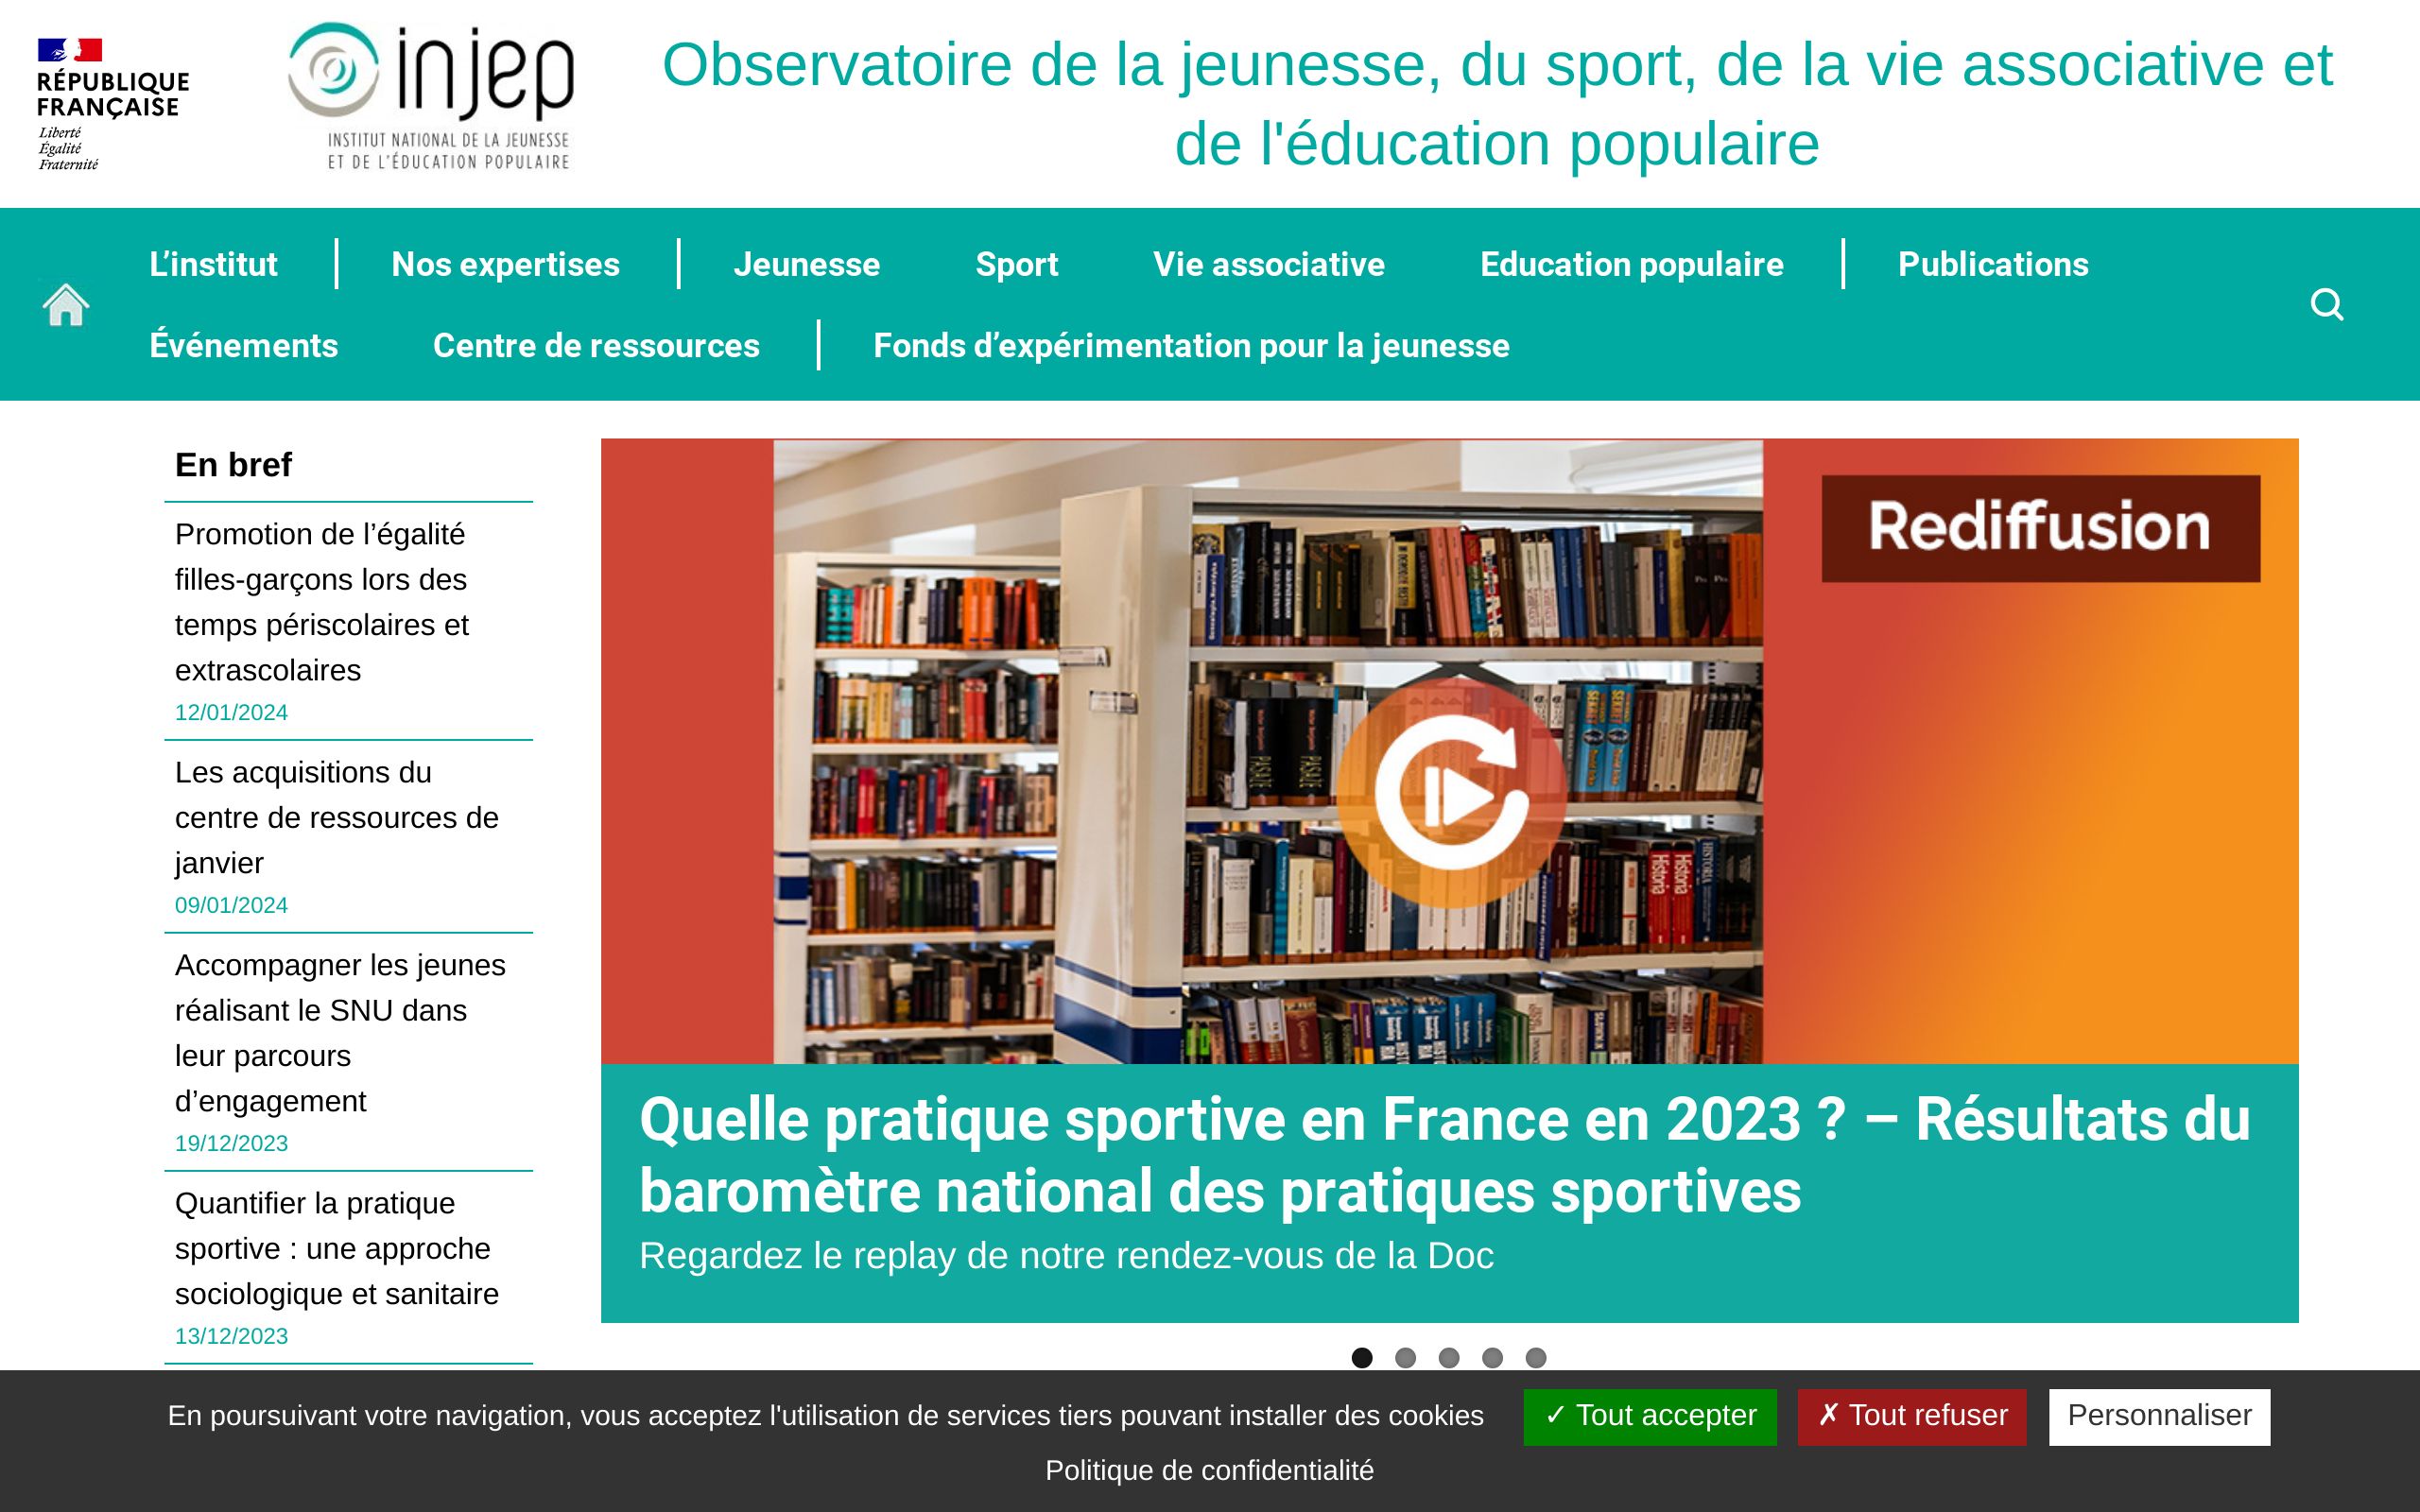 RÉPUBLIQUE
FRANÇAISE
Liberté
Égalité
Fraternité
injep
INSTITUT NATIONAL DE LA JEUNESSE
ET DE L'ÉDUCATION POPULAIRE
Observatoire de la jeunesse, du sport, de la vie associative et
de l'éducation populaire
L’institut
Nos expertises
Jeunesse
Sport
Vie associative
Education populaire
Publications
Événements
Centre de ressources
Fonds d’expérimentation pour la jeunesse
En bref
Promotion de l’égalité
filles-garçons lors des
temps périscolaires et
extrascolaires
12/01/2024
Les acquisitions du
centre de ressources de
janvier
09/01/2024
Accompagner les jeunes
réalisant le SNU dans
leur parcours
d’engagement
19/12/2023
Quantifier la pratique
sportive : une approche
sociologique et sanitaire
13/12/2023
Rediffusion
Quelle pratique sportive en France en 2023 ? – Résultats du
baromètre national des pratiques sportives
Regardez le replay de notre rendez-vous de la Doc
En poursuivant votre navigation, vous acceptez l'utilisation de services tiers pouvant installer des cookies
✓ Tout accepter
✗ Tout refuser
Personnaliser
Politique de confidentialité